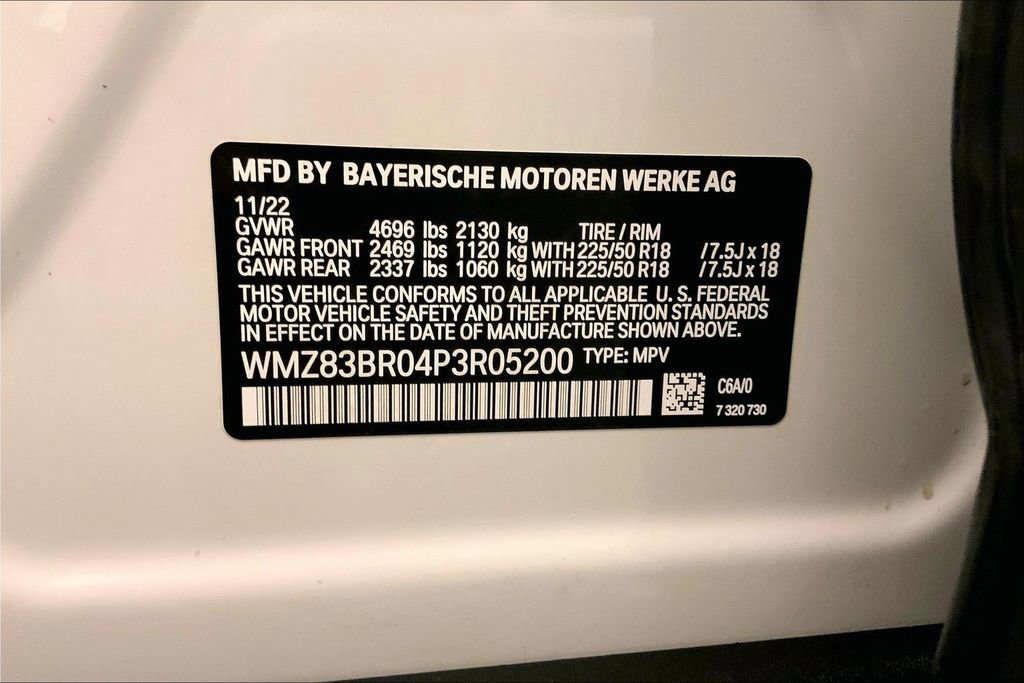 MFD BY BAYERISCHE MOTOREN WERKE AG
11/22
GVWR 4696 lbs 2130 kg TIRE / RIM
GAWR FRONT 2469 lbs 1120 kg WITH 225/50 R18 /7.5J x 18
GAWR REAR 2337 lbs 1060 kg WITH 225/50 R18 /7.5J x 18
THIS VEHICLE CONFORMS TO ALL APPLICABLE U. S. FEDERAL
MOTOR VEHICLE SAFETY AND THEFT PREVENTION STANDARDS
IN EFFECT ON THE DATE OF MANUFACTURE SHOWN ABOVE.
WMZ83BR04P3R05200 TYPE: MPV
C6A/0
7 320 730